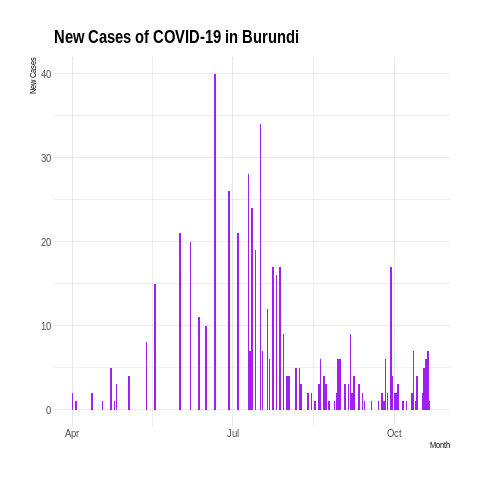 New Cases of COVID-19 in Burundi
New Cases
40
30
20
10
0
Apr
Jul
Oct
Month